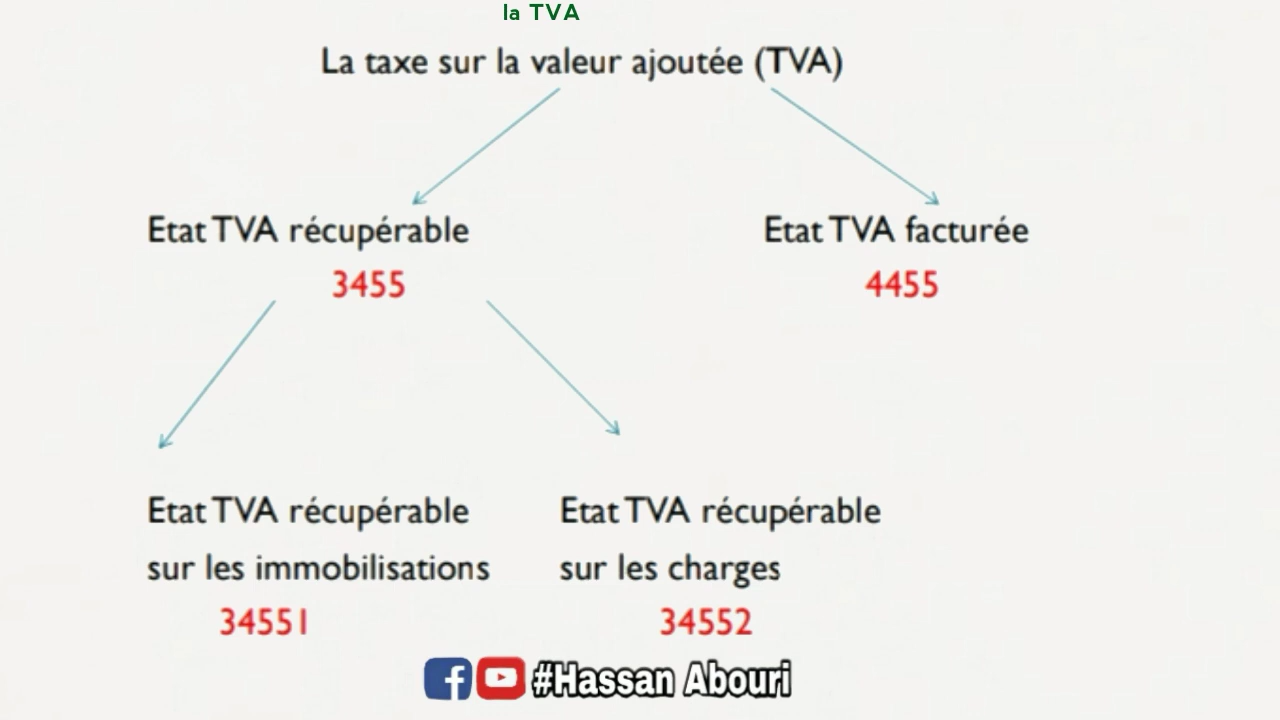 la TVA
La taxe sur la valeur ajoutée (TVA)
Etat TVA récupérable
3455
Etat TVA facturée
4455
Etat TVA récupérable
sur les immobilisations
34551
Etat TVA récupérable
sur les charges
34552
#Hassan Abouri